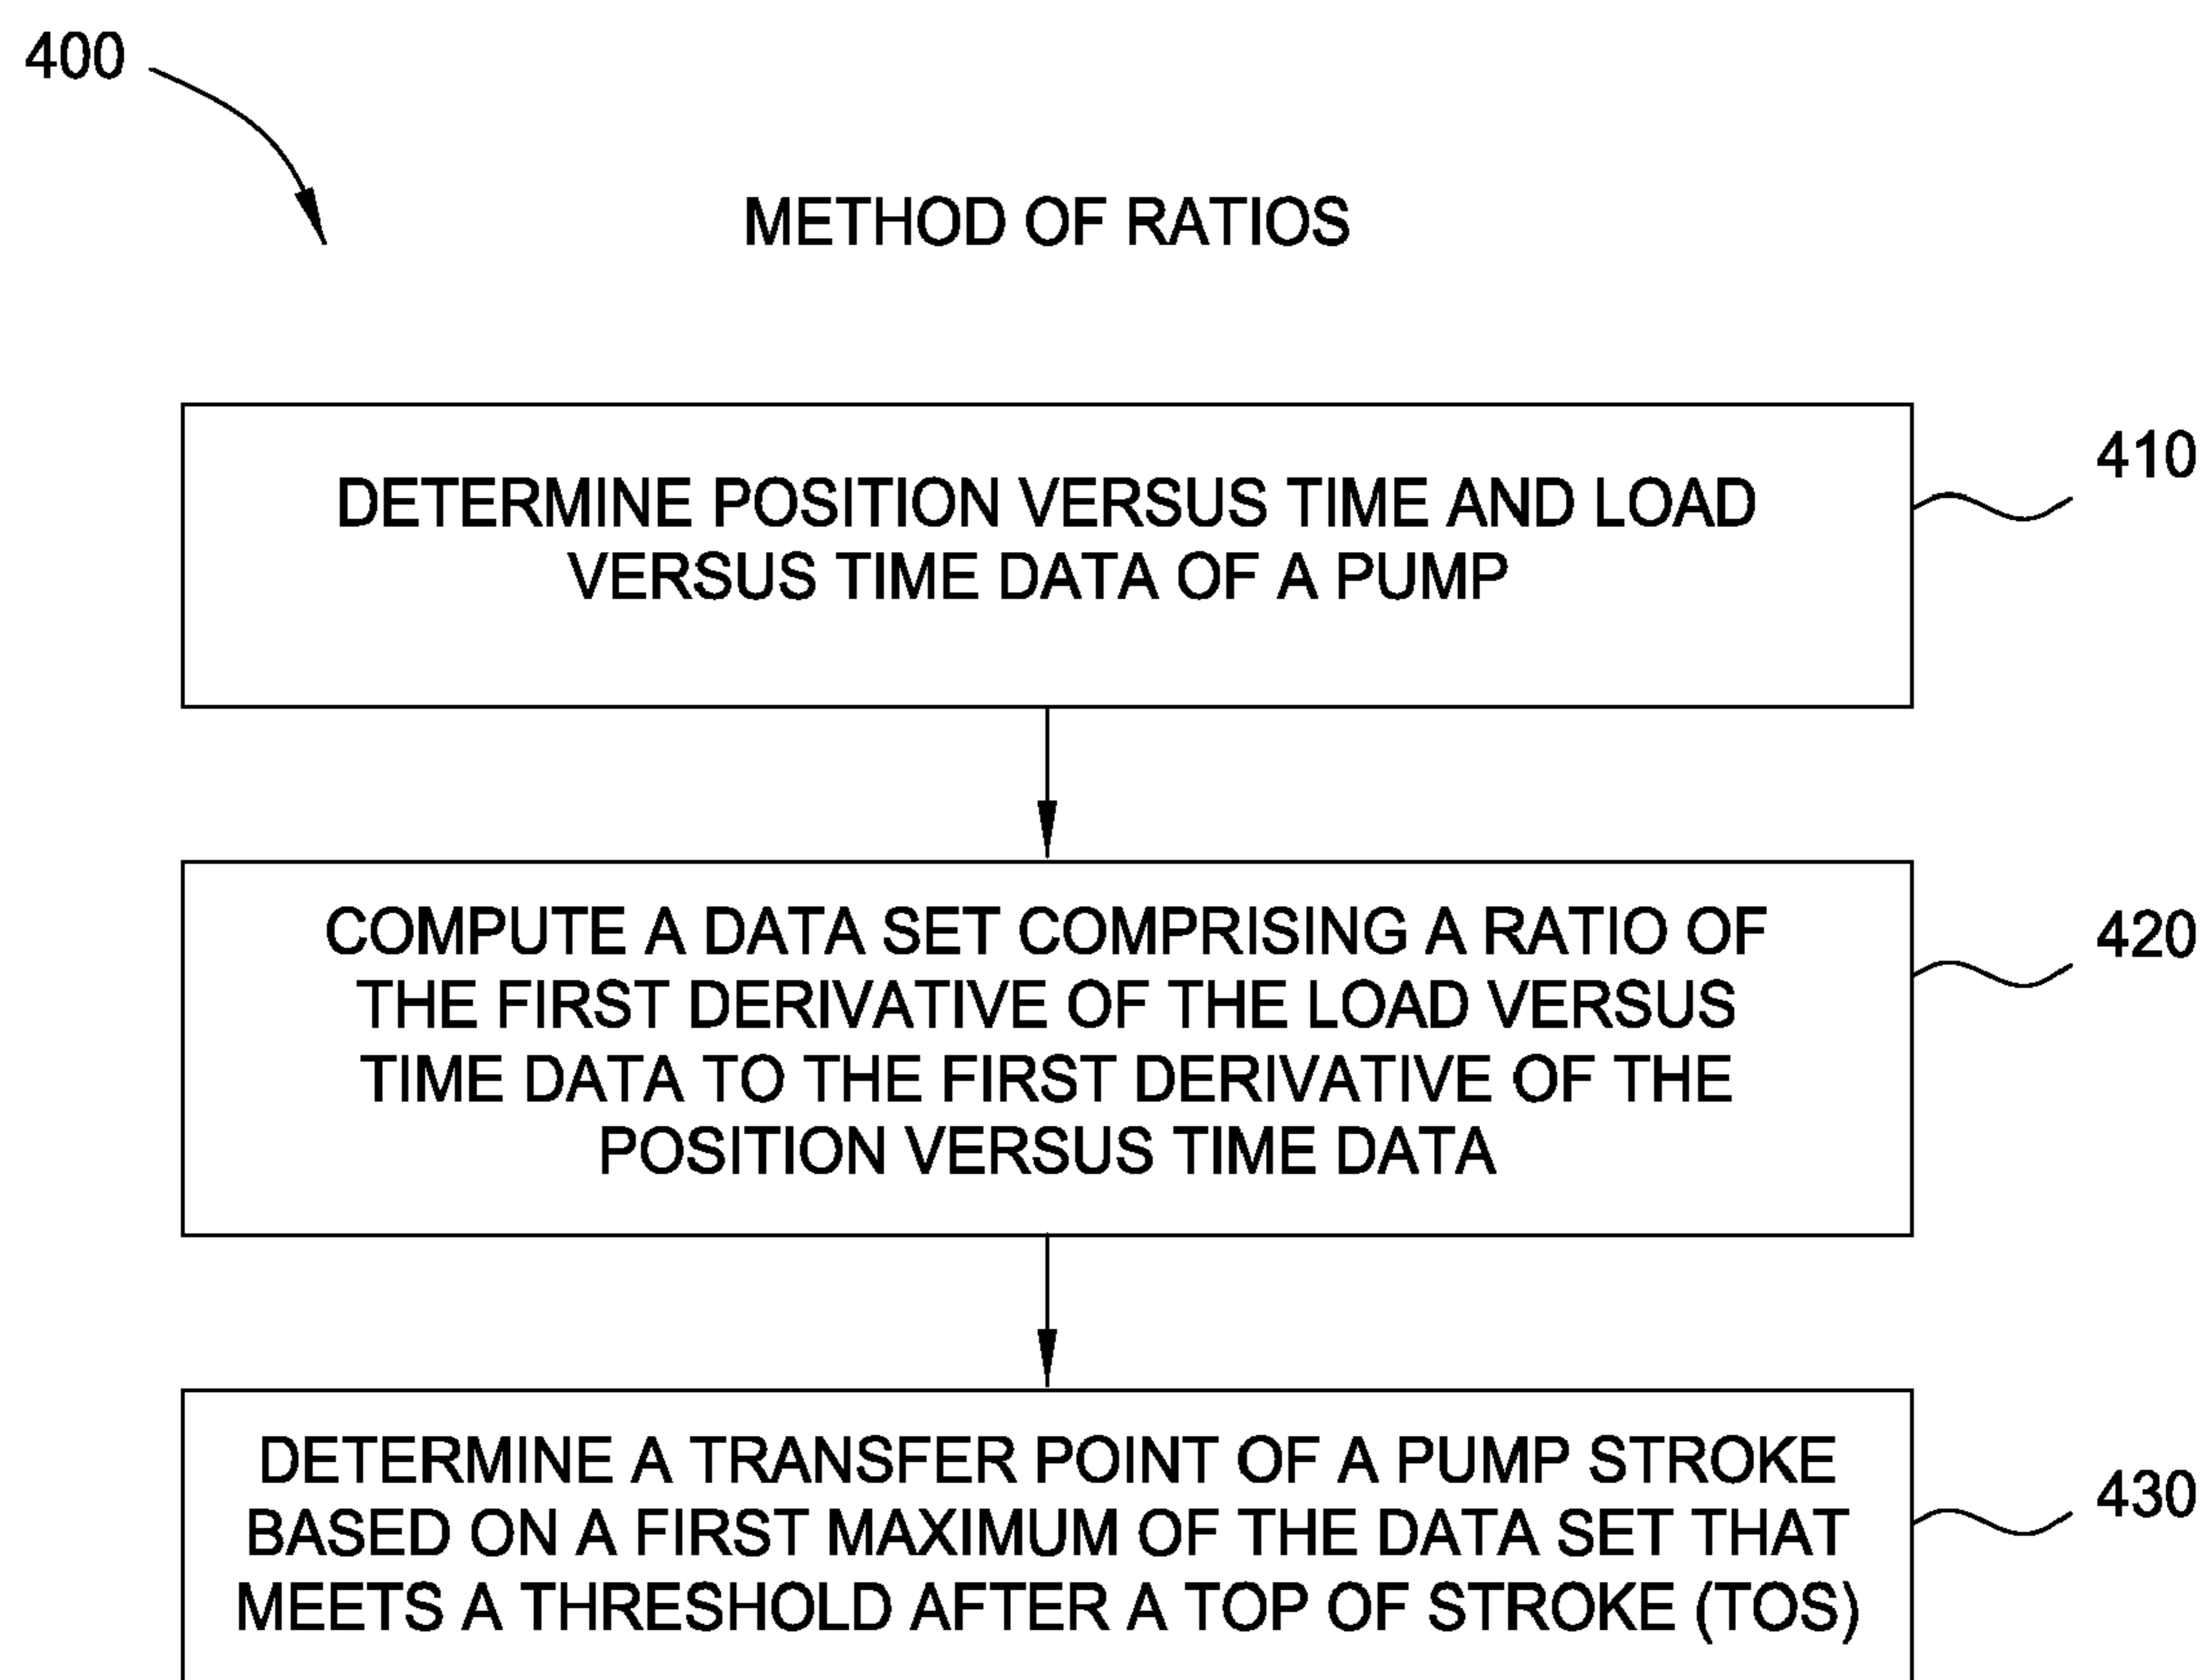 400
METHOD OF RATIOS
DETERMINE POSITION VERSUS TIME AND LOAD
VERSUS TIME DATA OF A PUMP
410
COMPUTE A DATA SET COMPRISING A RATIO OF
THE FIRST DERIVATIVE OF THE LOAD VERSUS
TIME DATA TO THE FIRST DERIVATIVE OF THE
POSITION VERSUS TIME DATA
420
DETERMINE A TRANSFER POINT OF A PUMP STROKE
BASED ON A FIRST MAXIMUM OF THE DATA SET THAT
MEETS A THRESHOLD AFTER A TOP OF STROKE (TOS)
430